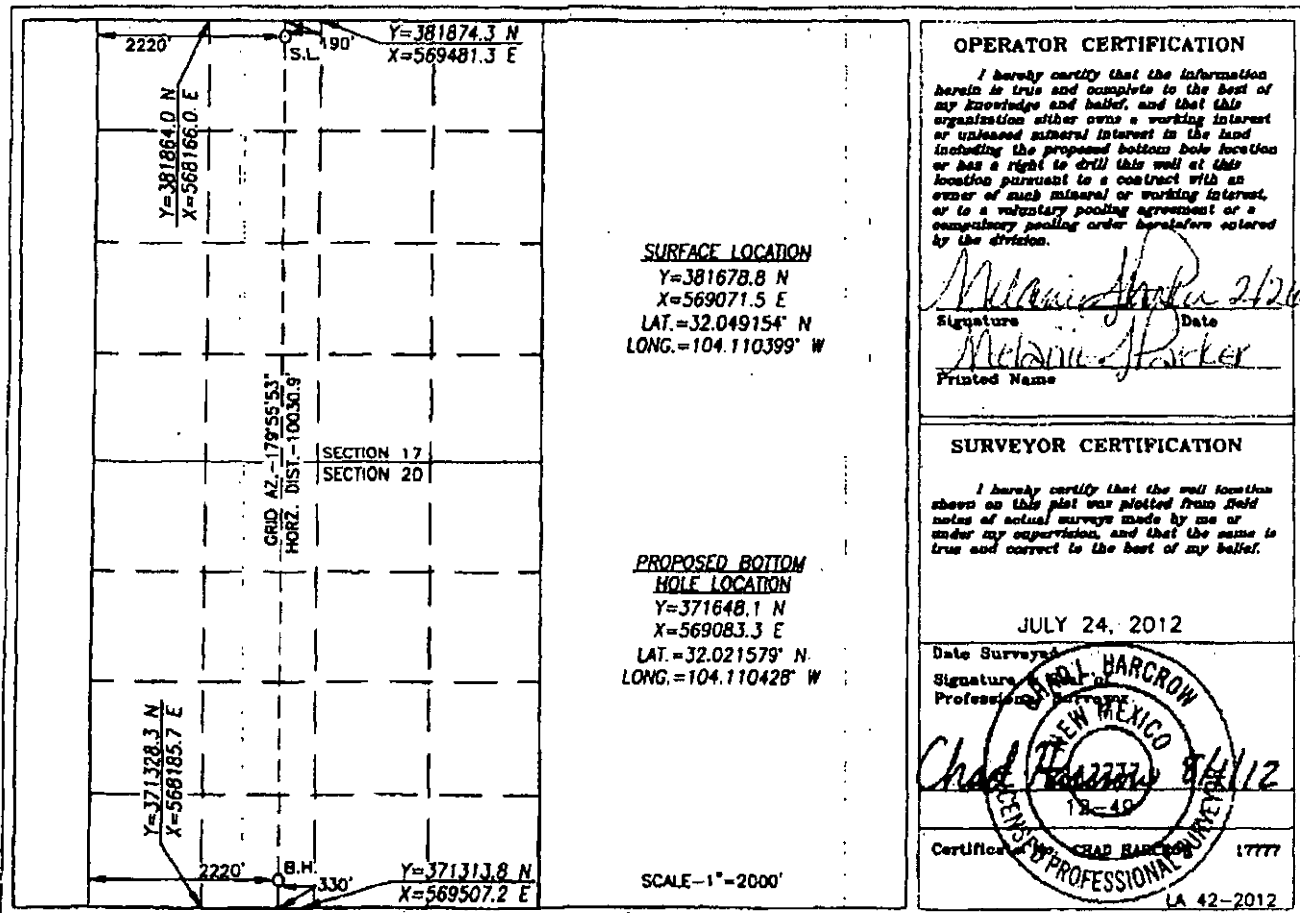 2220'
S.L.
190'
Y=381874.3 N
X=569481.3 E
Y=381864.0 N
X=568166.0 E
GRID AZ.-179°55'53"
HORZ. DIST.-10030.9'
SECTION 17
SECTION 20
Y=371328.3 N
X=568185.7 E
2220'
B.H.
330'
Y=371313.8 N
X=569507.2 E
SURFACE LOCATION
Y=381678.8 N
X=569071.5 E
LAT.=32.049154° N
LONG.=104.110399° W
PROPOSED BOTTOM
HOLE LOCATION
Y=371648.1 N
X=569083.3 E
LAT.=32.021579° N
LONG.=104.110428° W
SCALE-1"=2000'
OPERATOR CERTIFICATION
I hereby certify that the information
herein is true and complete to the best of
my knowledge and belief, and that this
organization either owns a working interest
or unleased mineral interest in the land
including the proposed bottom hole location
or has a right to drill this well at this
location pursuant to a contract with an
owner of such mineral or working interest,
or to a voluntary pooling agreement or a
compulsory pooling order heretofore entered
by the division.
2/26
Signature Date
Melanie J Parker
Printed Name
SURVEYOR CERTIFICATION
I hereby certify that the well location
shown on this plat was plotted from field
notes of actual surveys made by me or
under my supervision, and that the same is
true and correct to the best of my belief.
JULY 24, 2012
Date Surveyed
Signature of
Professional Surveyor
CHAD L. HARCROW
NEW MEXICO
LICENSED PROFESSIONAL SURVEYOR
Chad Harcrow
CHAD HARCROW 17777
LA 42-2012